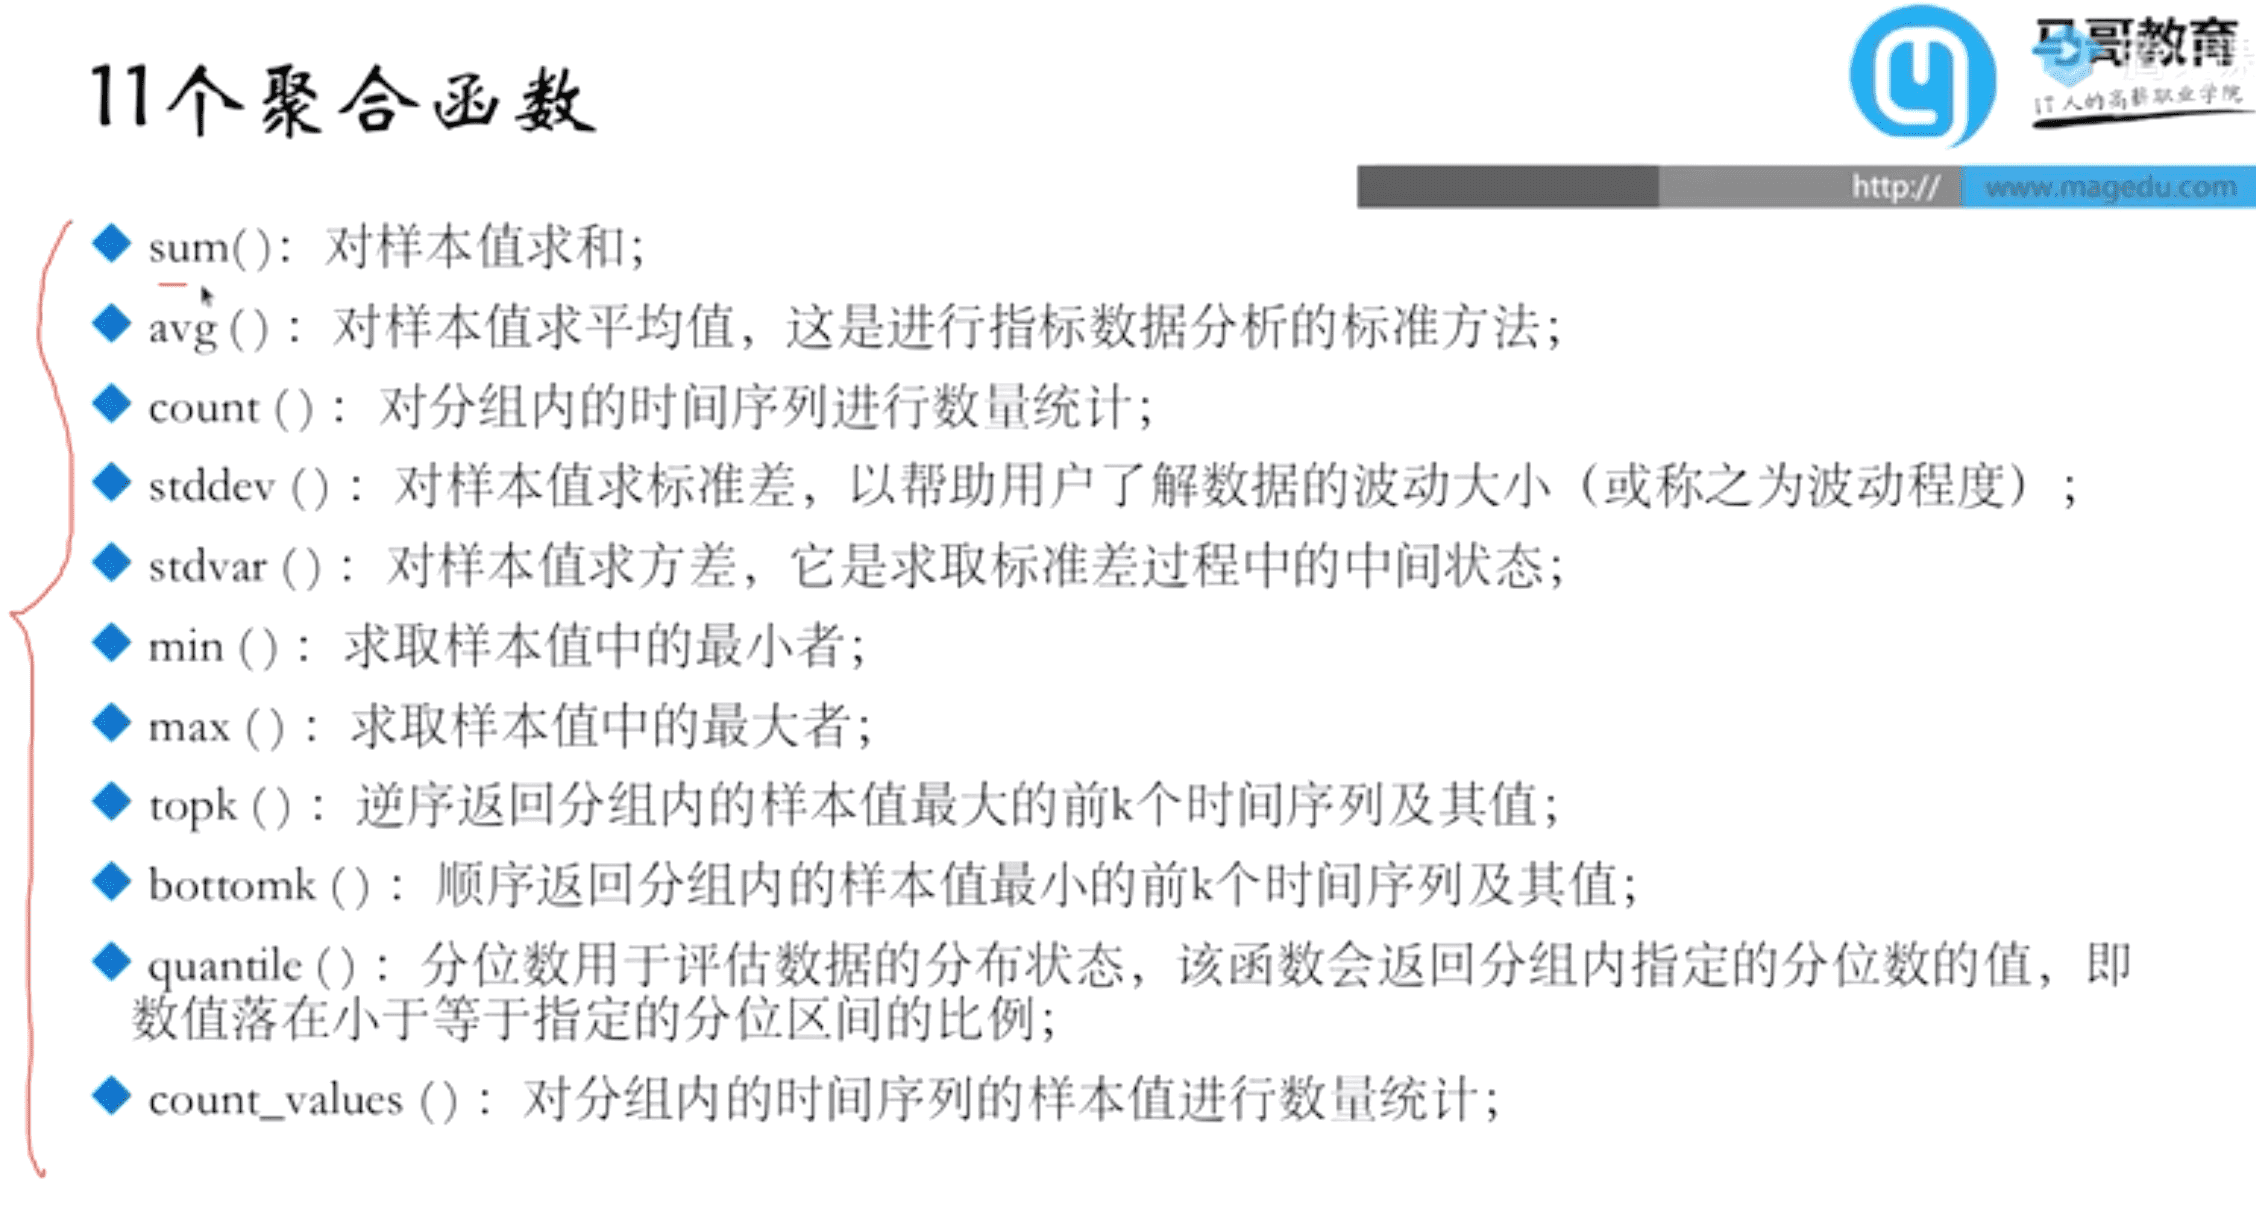 11个聚合函数
马哥教育
IT人的高薪职业学院
http:// www.magedu.com
sum()：对样本值求和；
avg ()：对样本值求平均值，这是进行指标数据分析的标准方法；
count ()：对分组内的时间序列进行数量统计；
stddev ()：对样本值求标准差，以帮助用户了解数据的波动大小（或称之为波动程度）；
stdvar ()：对样本值求方差，它是求取标准差过程中的中间状态；
min ()：求取样本值中的最小者；
max ()：求取样本值中的最大者；
topk ()：逆序返回分组内的样本值最大的前k个时间序列及其值；
bottomk ()：顺序返回分组内的样本值最小的前k个时间序列及其值；
quantile ()：分位数用于评估数据的分布状态，该函数会返回分组内指定的分位数的值，即
数值落在小于等于指定的分位区间的比例；
count_values ()：对分组内的时间序列的样本值进行数量统计；